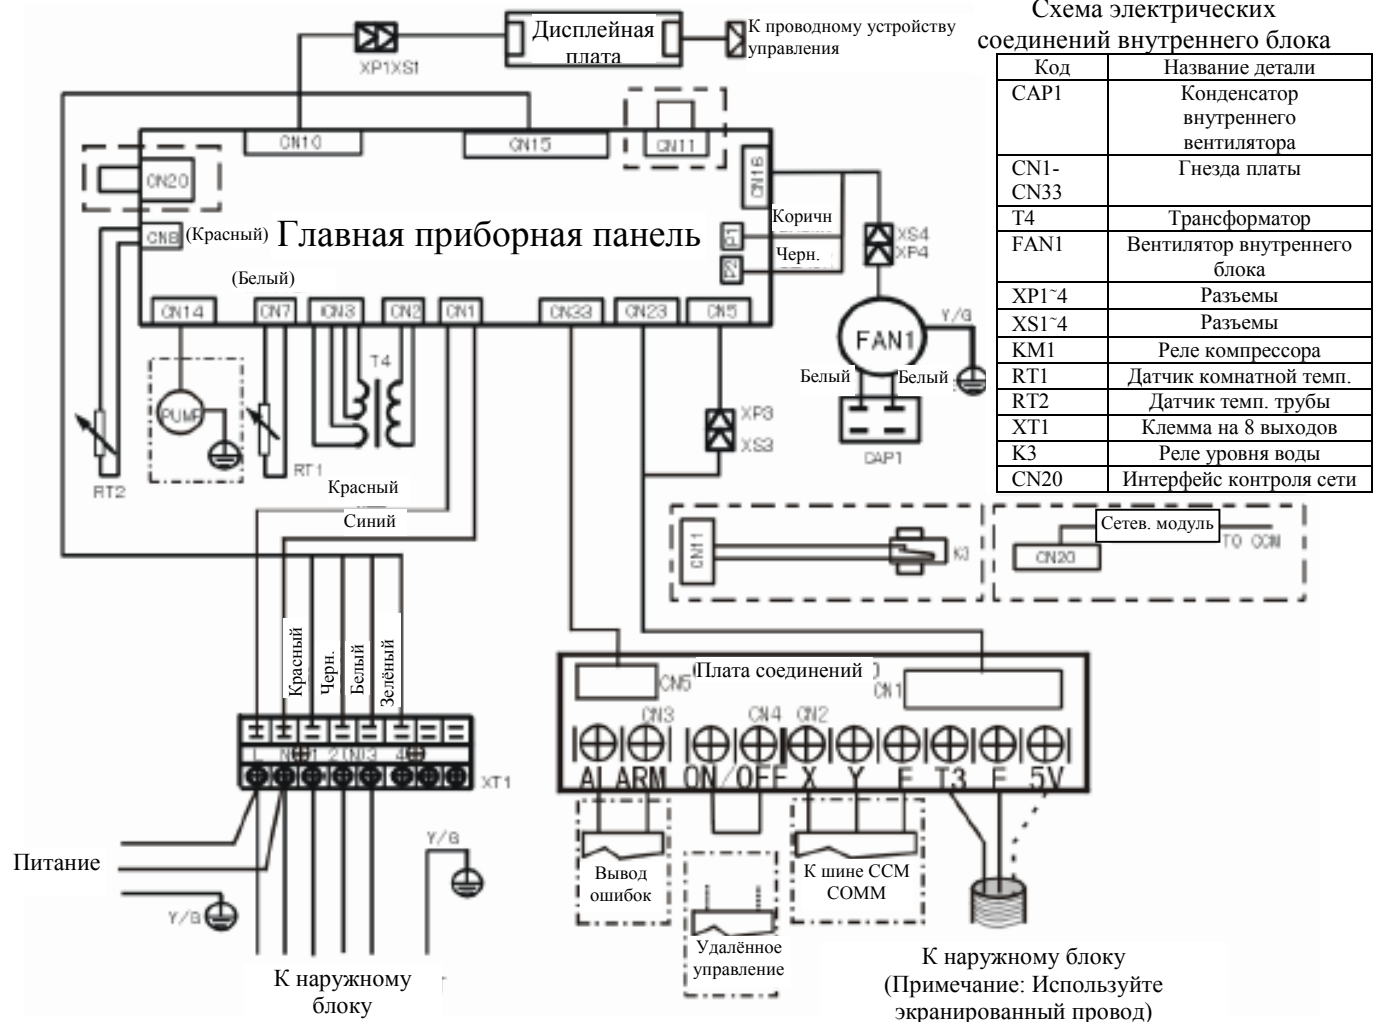 Схема электрических
соединений внутреннего блока
Код Название детали
CAP1 Конденсатор
внутреннего
вентилятора
CN1- Гнезда платы
CN33
T4 Трансформатор
FAN1 Вентилятор внутреннего
блока
XP1~4 Разъемы
XS1~4 Разъемы
KM1 Реле компрессора
RT1 Датчик комнатной темп.
RT2 Датчик темп. трубы
XT1 Клемма на 8 выходов
K3 Реле уровня воды
CN20 Интерфейс контроля сети
Дисплейная
плата
К проводному устройству
управления
XP1XS1
CN10
CN15
CN11
CN20
CN16
CN8
(Красный)
Главная приборная панель
P1
P2
Коричн
Черн.
XS4
XP4
(Белый)
CN14
CN7
CN3
CN2
CN1
CN33
CN23
CN5
T4
FAN1
Y/G
Белый
Белый
CAP1
PUMP
RT2
RT1
XP3
XS3
Красный
Синий
CN11
K3
Сетев. модуль
TO CCM
CN20
Красный
Черн.
Белый
Зелёный
L N 1 2 3 4
XT1
Плата соединений
CN5
CN1
CN3
CN4
CN2
ALARM ON/OFF X Y E T3 E 5V
Питание
Y/G
Y/G
Вывод
ошибок
К шине CCM
COMM
Удалённое
управление
К наружному
блоку
К наружному блоку
(Примечание: Используйте
экранированный провод)